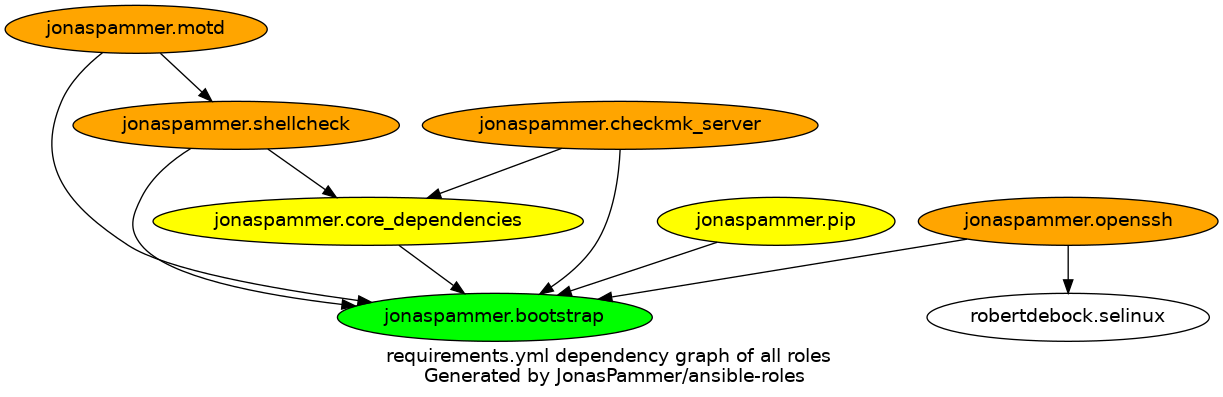 jonaspammer.motd
jonaspammer.shellcheck
jonaspammer.checkmk_server
jonaspammer.core_dependencies
jonaspammer.pip
jonaspammer.openssh
jonaspammer.bootstrap
robertdebock.selinux
requirements.yml dependency graph of all roles
Generated by JonasPammer/ansible-roles